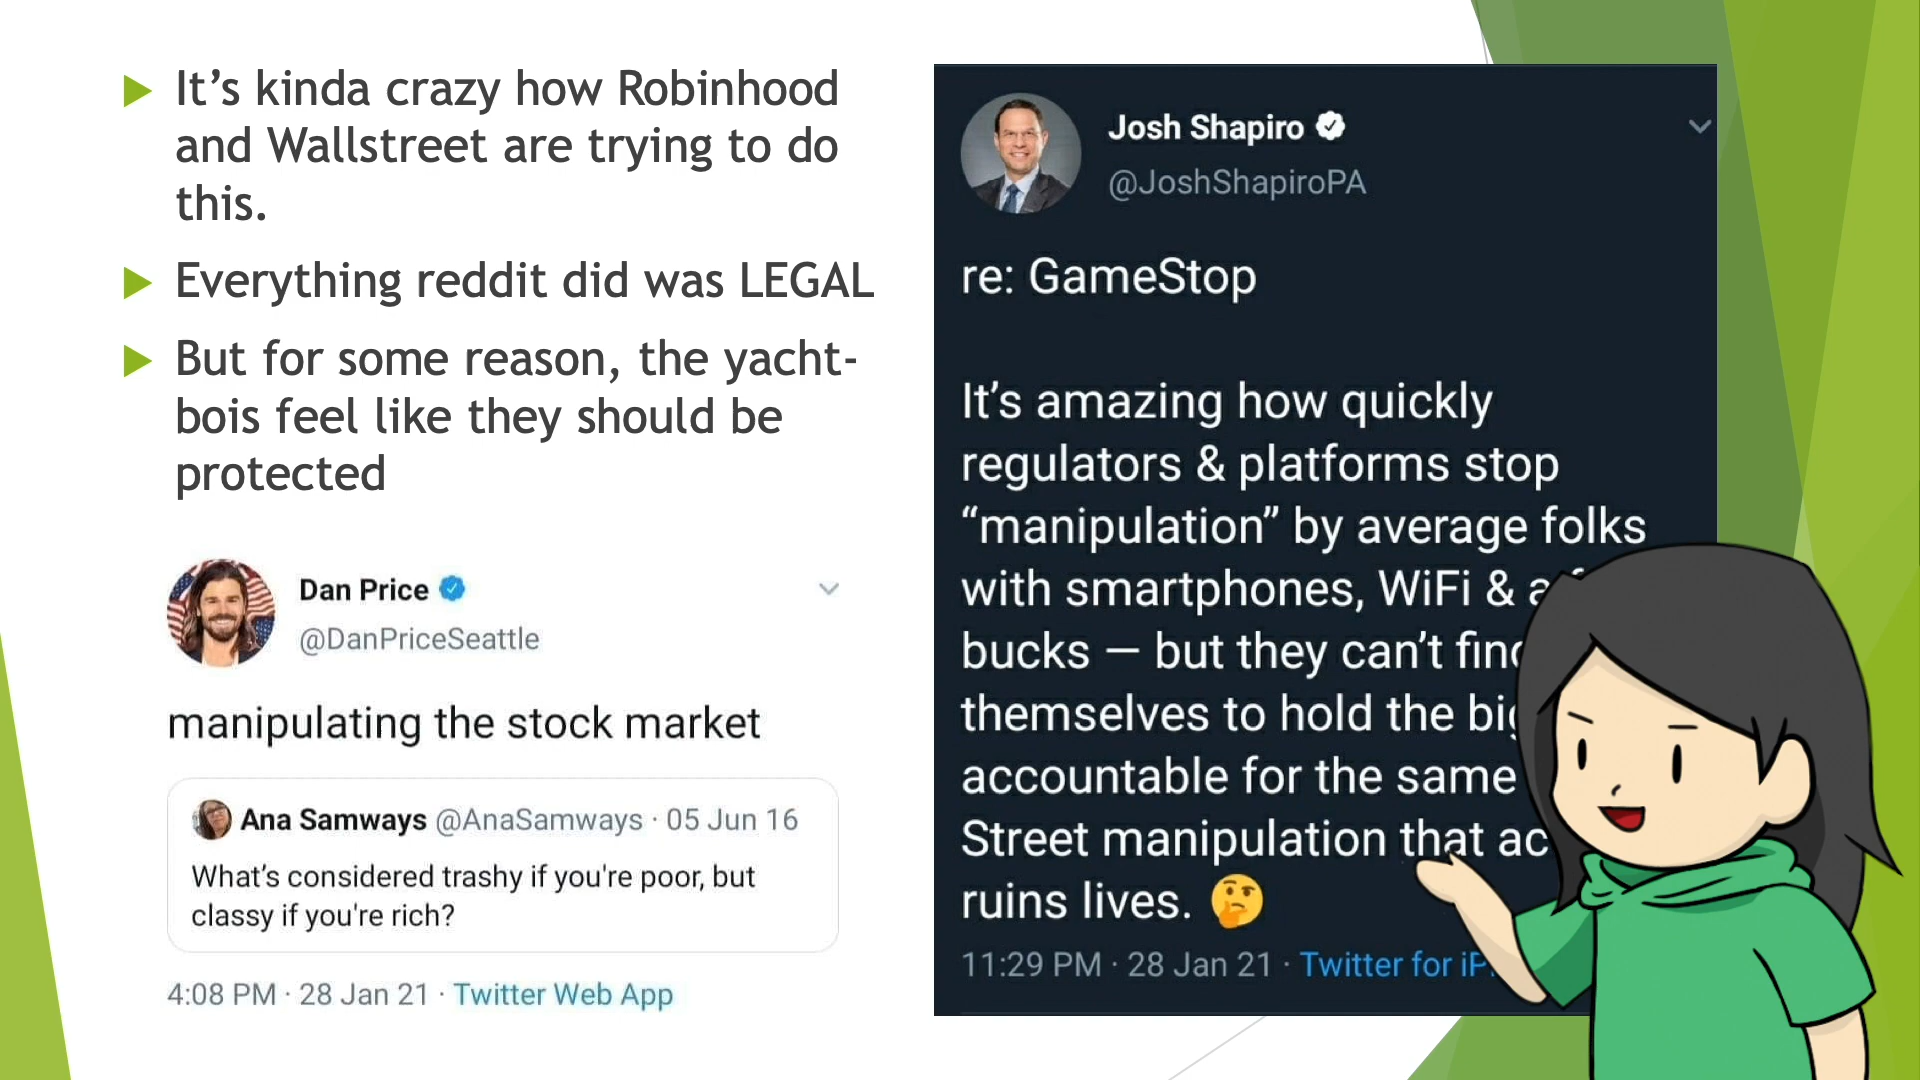 It’s kinda crazy how Robinhood
and Wallstreet are trying to do
this.
Everything reddit did was LEGAL
But for some reason, the yacht-
bois feel like they should be
protected
Dan Price
@DanPriceSeattle
manipulating the stock market
Ana Samways @AnaSamways · 05 Jun 16
What’s considered trashy if you're poor, but
classy if you're rich?
4:08 PM · 28 Jan 21 · Twitter Web App
Josh Shapiro
@JoshShapiroPA
re: GameStop
It’s amazing how quickly
regulators & platforms stop
“manipulation” by average folks
with smartphones, WiFi & a
bucks — but they can’t
themselves to hold the
accountable for the same
Street manipulation that
ruins lives. 🤔
11:29 PM · 28 Jan 21 · Twitter for